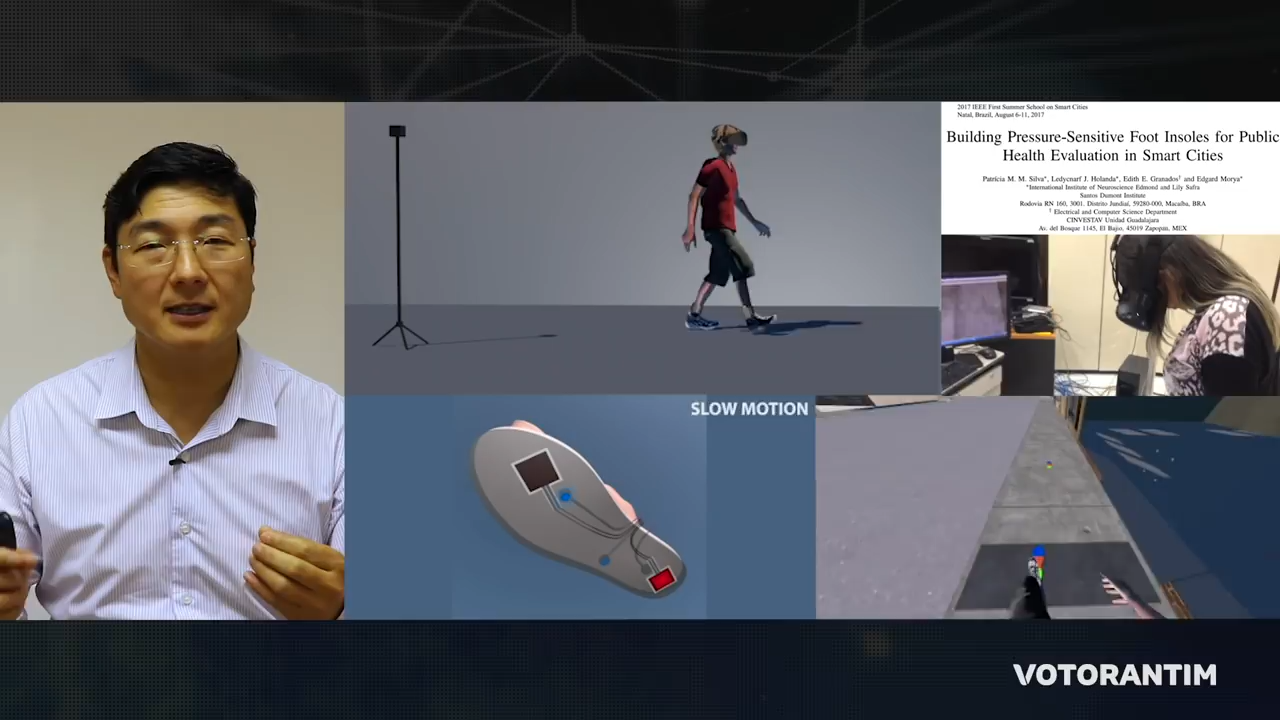 2017 IEEE First Summer School on Smart Cities
Natal, Brazil, August 6-11, 2017
Building Pressure-Sensitive Foot Insoles for Public
Health Evaluation in Smart Cities
Patrícia M. M. Silva*, Ledycnarf J. Holanda*, Edith E. Granados† and Edgard Morya*
*International Institute of Neuroscience Edmond and Lily Safra
Santos Dumont Institute
Rodovia RN 160, 3001. Distrito Jundiaí, 59280-000, Macaíba, BRA
† Electrical and Computer Science Department
CINVESTAV Unidad Guadalajara
Av. del Bosque 1145, El Bajío, 45019 Zapopan, MEX
SLOW MOTION
VOTORANTIM